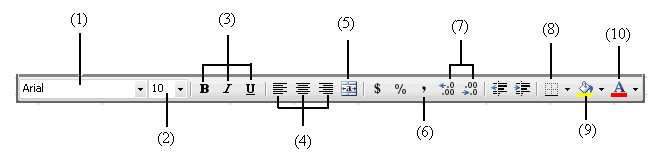 (1) (3) (5) (7) (8) (10)
Arial 10 B I U a $ % , .0 .00 .00 .0 A
(2) (4) (6) (9)